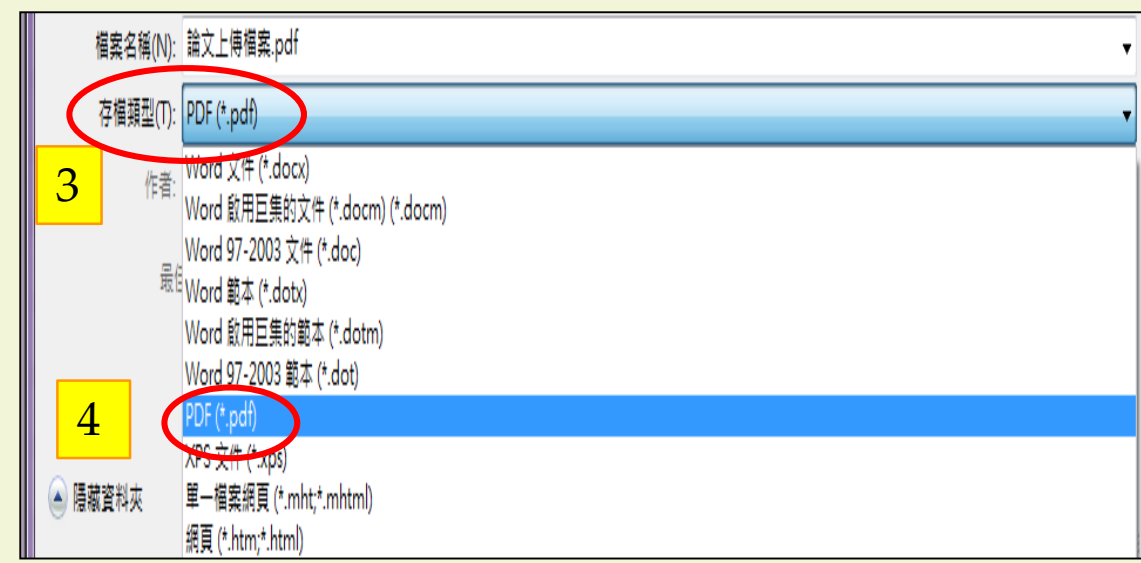 檔案名稱(N): 論文上傳檔案.pdf
存檔類型(T): PDF (*.pdf)
3
作者:
Word 文件 (*.docx)
Word 啟用巨集的文件 (*.docm) (*.docm)
Word 97-2003 文件 (*.doc)
Word 範本 (*.dotx)
Word 啟用巨集的範本 (*.dotm)
Word 97-2003 範本 (*.dot)
4
PDF (*.pdf)
XPS 文件 (*.xps)
隱藏資料夾
單一檔案網頁 (*.mht;*.mhtml)
網頁 (*.htm;*.html)